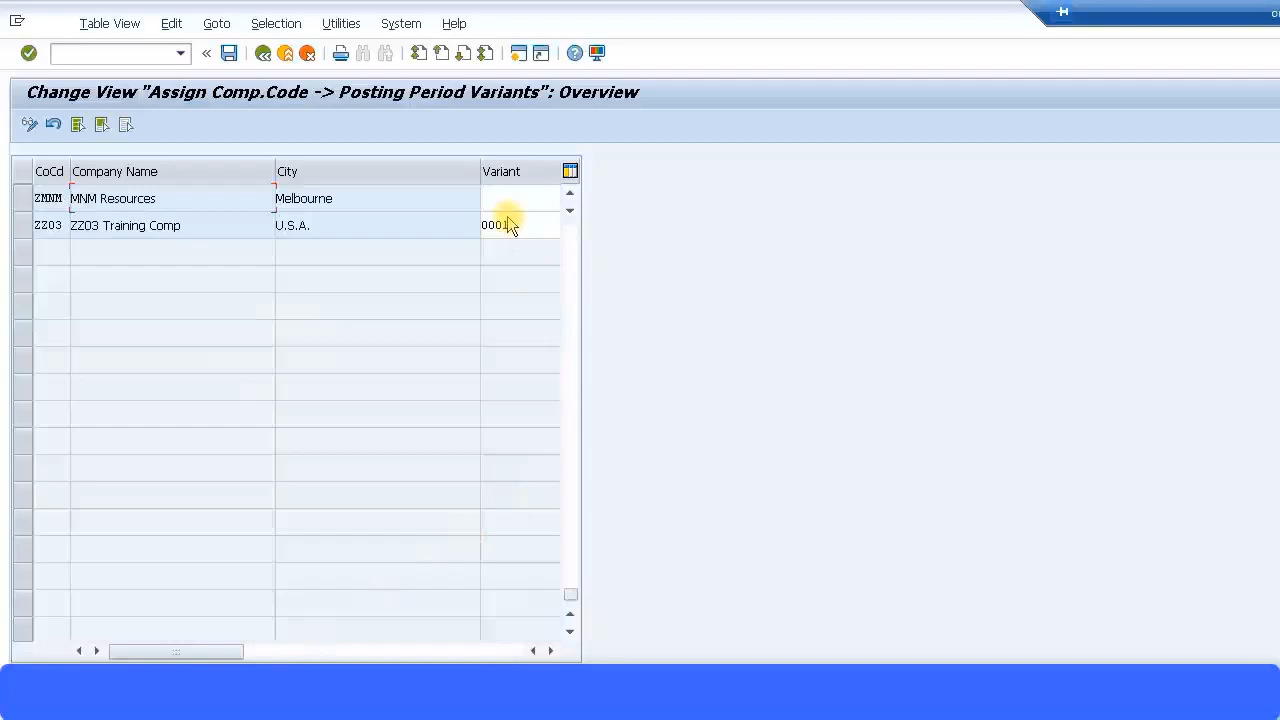 Table View Edit Goto Selection Utilities System Help
Change View "Assign Comp.Code -> Posting Period Variants": Overview
CoCd Company Name City Variant
ZMNM MNM Resources Melbourne
ZZ03 ZZ03 Training Comp U.S.A. 0001